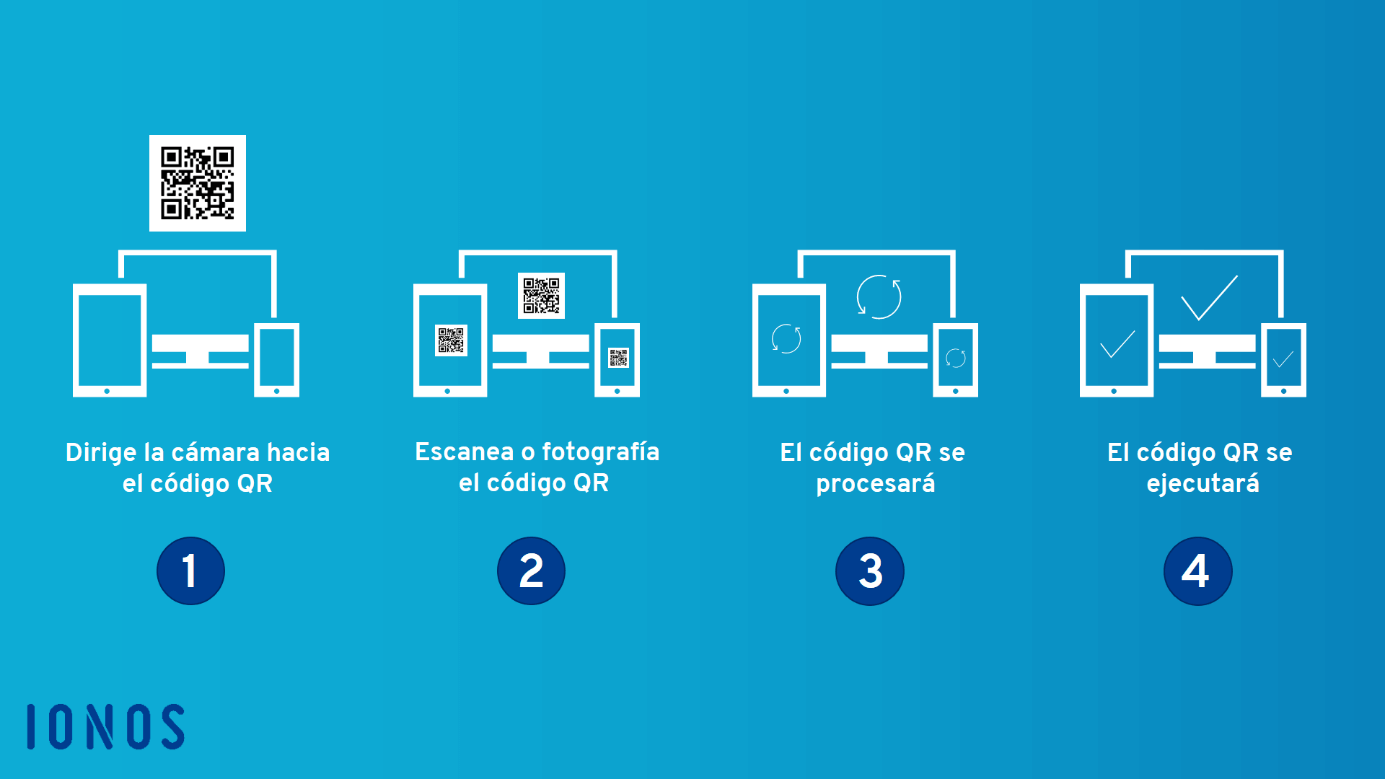 Dirige la cámara hacia
el código QR
1
Escanea o fotografía
el código QR
2
El código QR se
procesará
3
El código QR se
ejecutará
4
IONOS